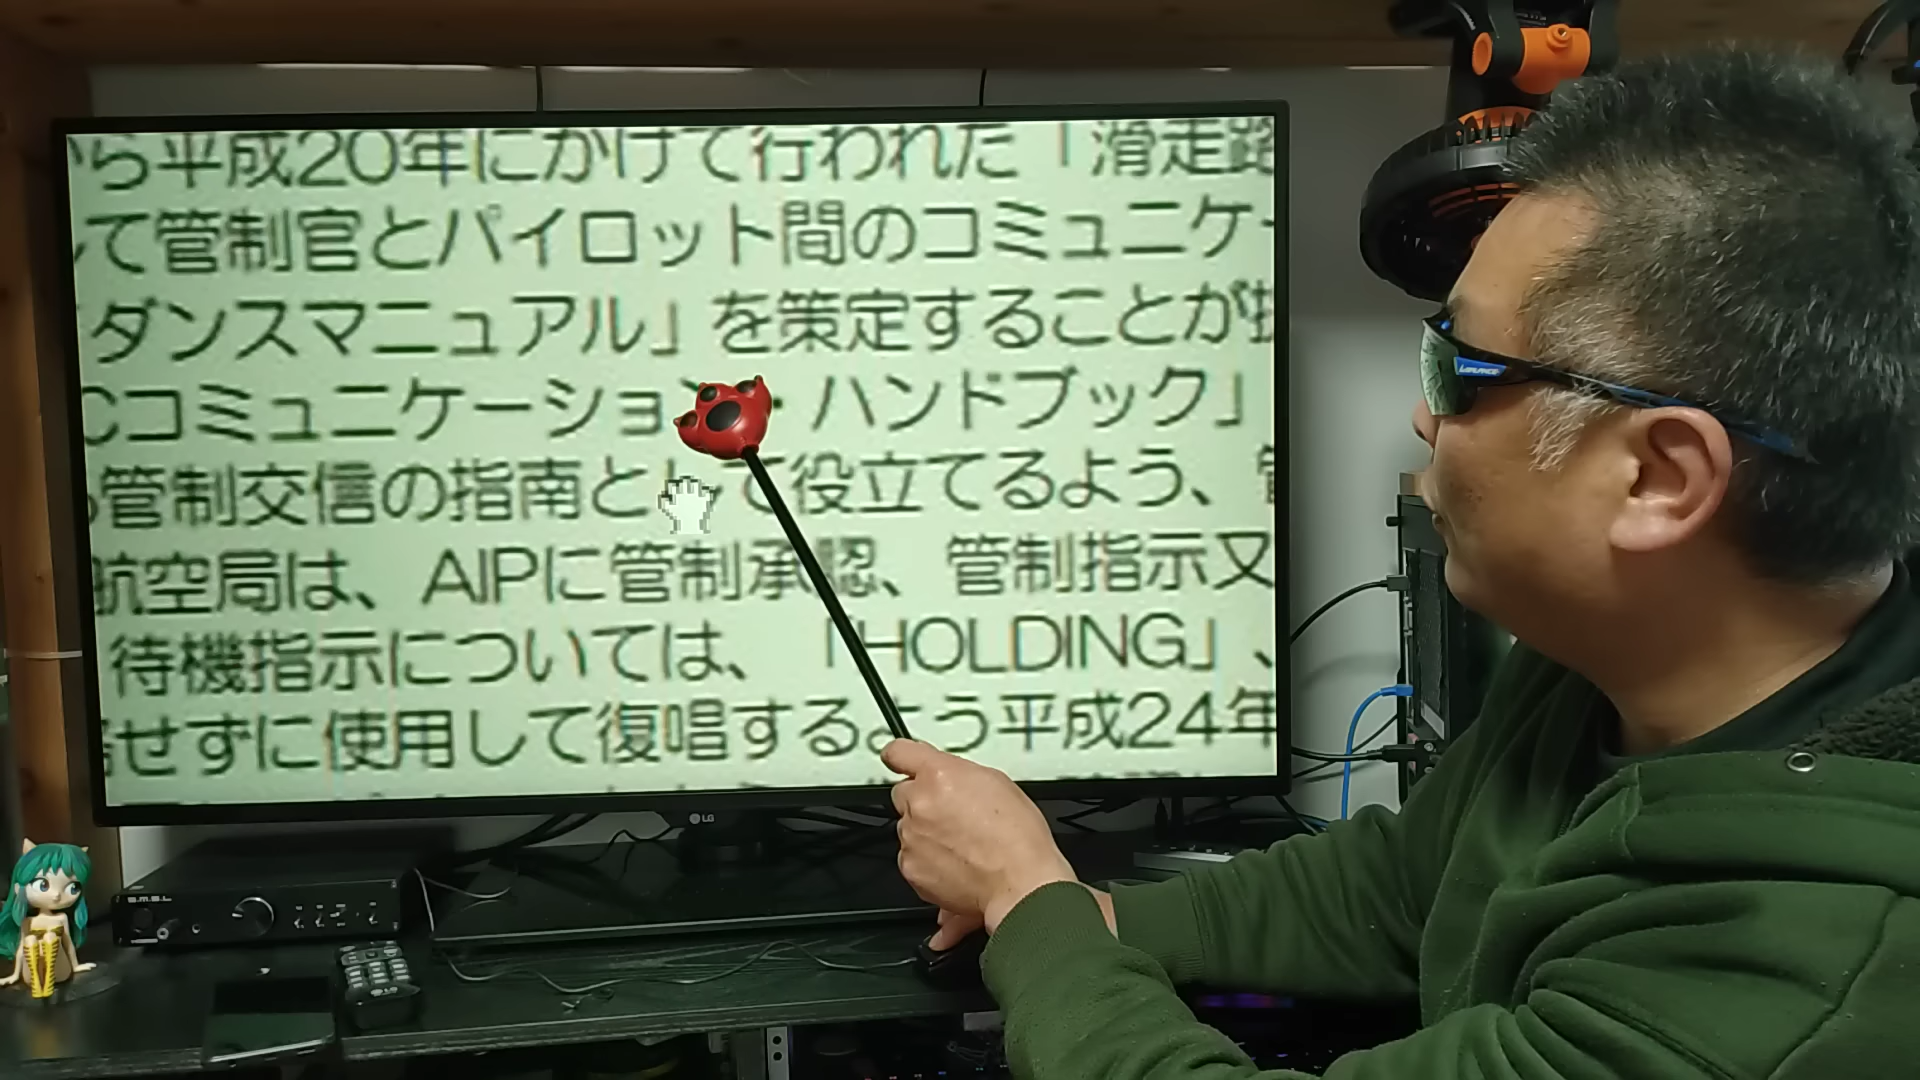 ら平成20年にかけて行われた「滑走路
て管制官とパイロット間のコミュニケー
ダンスマニュアル」を策定することが
Cコミュニケーション・ハンドブック」
管制交信の指南として役立てるよう、
航空局は、AIPに管制承認、管制指示又
待機指示については、「HOLDING」、
せずに使用して復唱するよう平成24年
LG
S.M.S.L